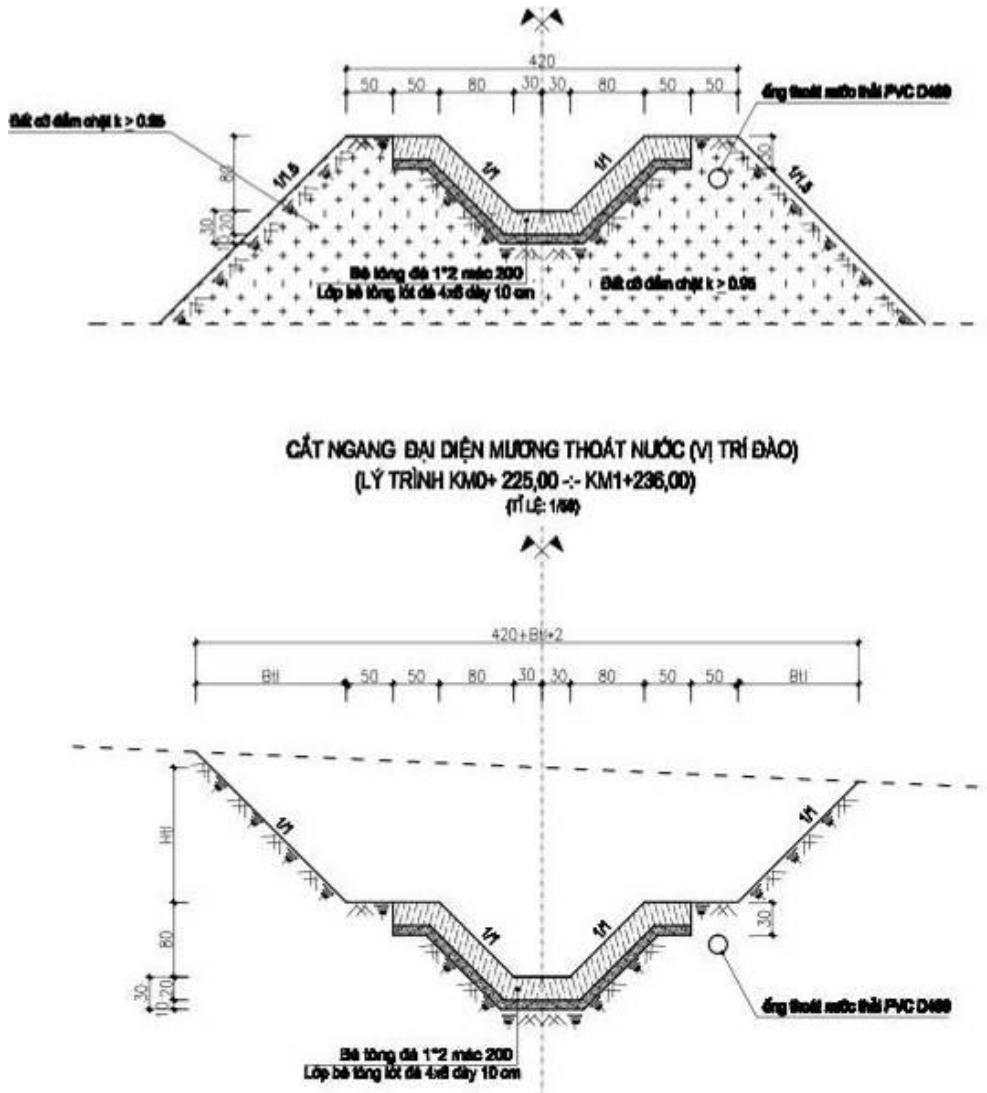 420
50 50 80 30 30 80 50 50
ống thoát nước thải PVC
Đất cố đầm chặt k ≥ 0.95
1/1.5
1/1
1/1
1/1.5
80
30
20
10
Bê tông đá 1*2 mác 200
Lớp bê tông lót đá dày 10 cm
Đất cố đầm chặt k ≥ 0.95
CẮT NGANG ĐẠI DIỆN MƯƠNG THOÁT NƯỚC (VỊ TRÍ ĐÀO)
(LÝ TRÌNH KM0+ 225,00 -:- KM1+236,00)
(TỈ LỆ:
420+Btl*2
Btl 50 50 80 30 30 80 50 50 Btl
1/1
1/1
Htl
1/1
1/1
80
30
30
20
10
ống thoát nước thải PVC
Bê tông đá 1*2 mác 200
Lớp bê tông lót đá dày 10 cm